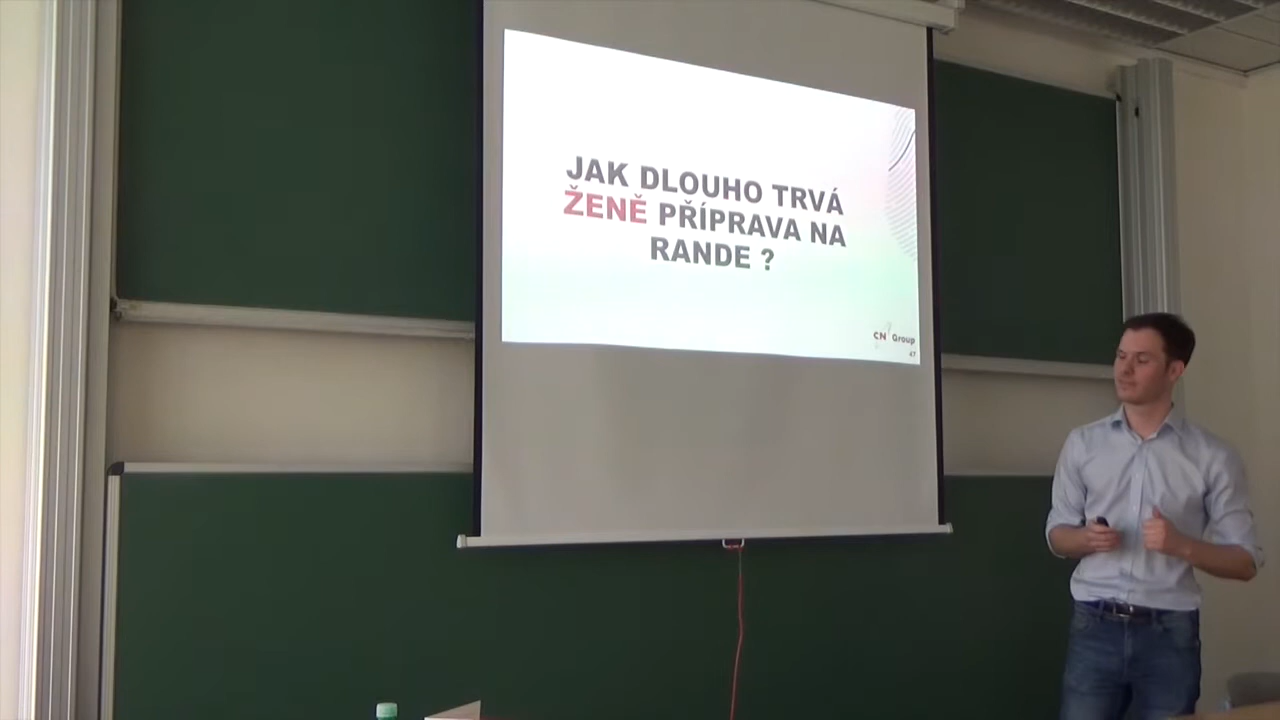 JAK DLOUHO TRVÁ
ŽENĚ PŘÍPRAVA NA
RANDE ?
CN Group
47